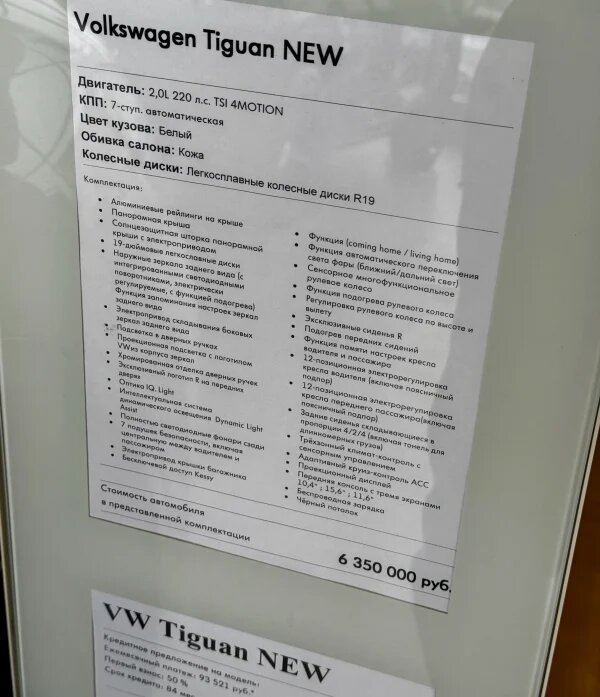 Volkswagen Tiguan NEW
Двигатель: 2,0L 220 л.с. TSI 4MOTION
КПП: 7-ступ. автоматическая
Цвет кузова: Белый
Обивка салона: Кожа
Колесные диски: Легкосплавные колесные диски R19
Комплектация:
• Алюминиевые рейлинги на крыше
• Панорамная крыша
• Солнцезащитная шторка панорамной
крыши с электроприводом
• 19-дюймовые легкославные диски
• Наружные зеркала заднего вида (с
интегрированными светодиодными
поворотниками, электрически
регулируемые, с функцией подогрева)
Функция запоминания настроек зеркал
заднего вида
• Электропривод складывания боковых
зеркал заднего вида
• Подсветка в дверных ручках
• Проекционная подсветка с логотипом
VW из корпуса зеркал
• Хромированная отделка дверных ручек
• Эксклюзивный логотип R на передних
дверях
• Оптика IQ. Light
• Интеллектуальная система
динамического освещения Dynamic Light
Assist
• Полностью светодиодные фонари сзади
• 7 подушек безопасности, включая
центральную между водителем и
пассажиром
• Электропривод крышки богажника
• Бесключевой доступ Kessy
• Функция (coming home / living home)
• Функция автоматического переключения
света фары (ближний/дальний свет)
• Сенсорное многофункциональное
рулевое колесо
• Функция подогрева рулевого колеса
• Регулировка рулевого колеса по высоте и
вылету
• Эксклюзивные сиденья R
• Подогрев передних сидений
• Функция памяти настроек кресла
водителя и пассажира
• 12-позиционная электрорегулировка
кресла водителя (включая поясничный
подпор)
• 12-позиционная электрорегулировка
кресла переднего пассажира(включая
поясничный подпор)
• Задние сиденья складывающиеся в
пропорции 4/2/4 (включая тонель для
длинномерных грузов)
• Трёхзонный климат-контроль с
сенсорным управлением
• Адаптивный круиз-контроль ACC
• Проекционный дисплей
• Передняя консоль с тремя экранами
10,4" ; 15,6" ; 11,6"
• Беспроводная зарядка
• Чёрный потолок
Стоимость автомобиля
в представленной комплектации
6 350 000 руб.
VW Tiguan NEW
Кредитное предложение на модель:
Ежемесячный платеж: 93 521 руб.*
Первый взнос: 50 %
Срок кредита: 84 мес